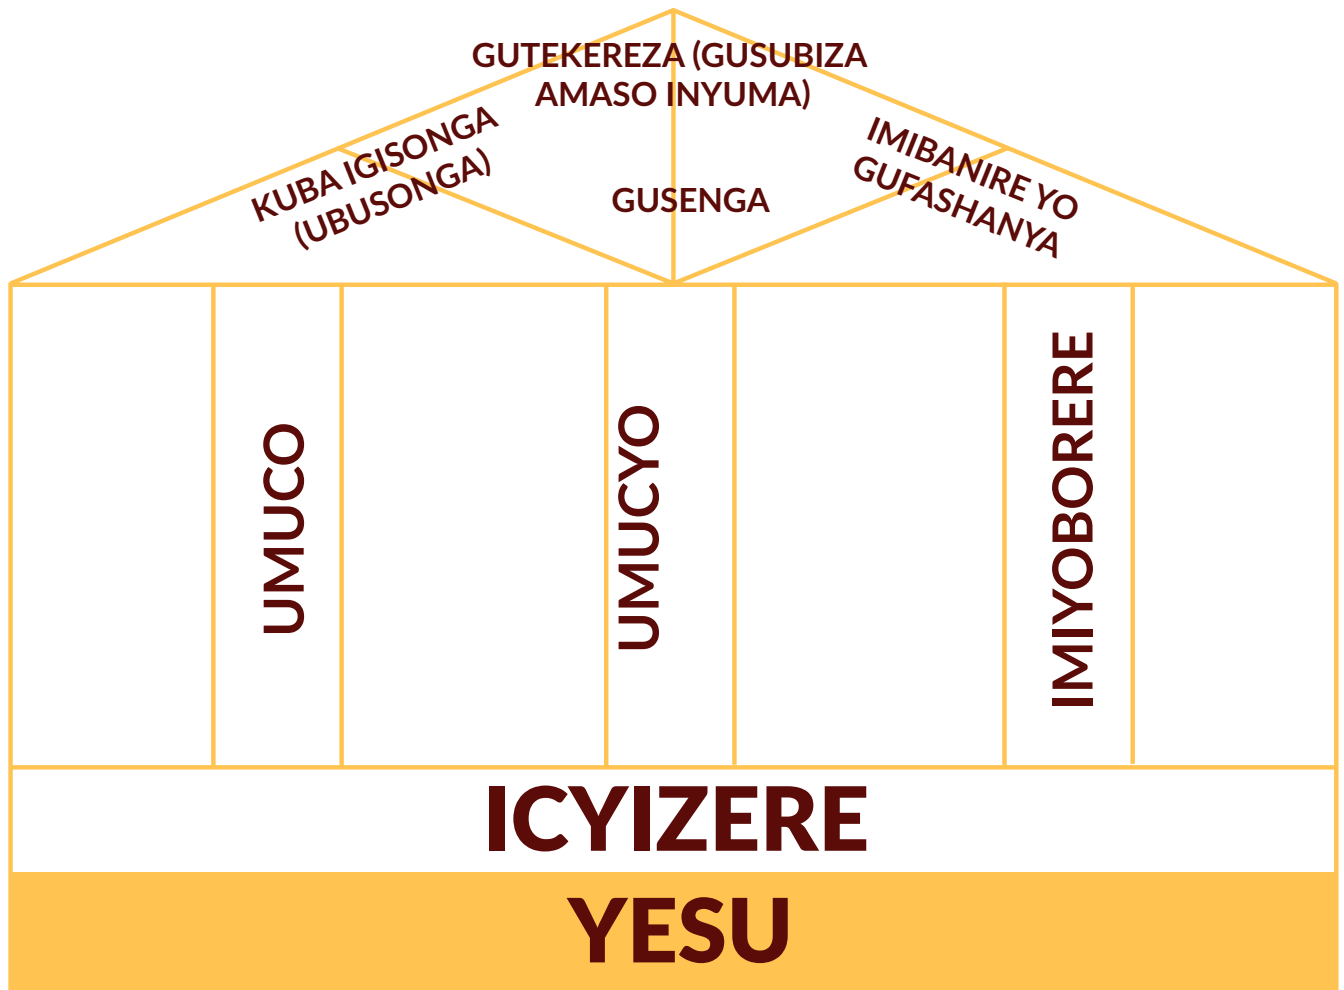 GUTEKEREZA (GUSUBIZA
AMASO INYUMA)
KUBA IGISONGA
(UBUSONGA)
GUSENGA
IMIBANIRE YO
GUFASHANYA
UMUCO
UMUCYO
IMIYOBORERE
ICYIZERE
YESU